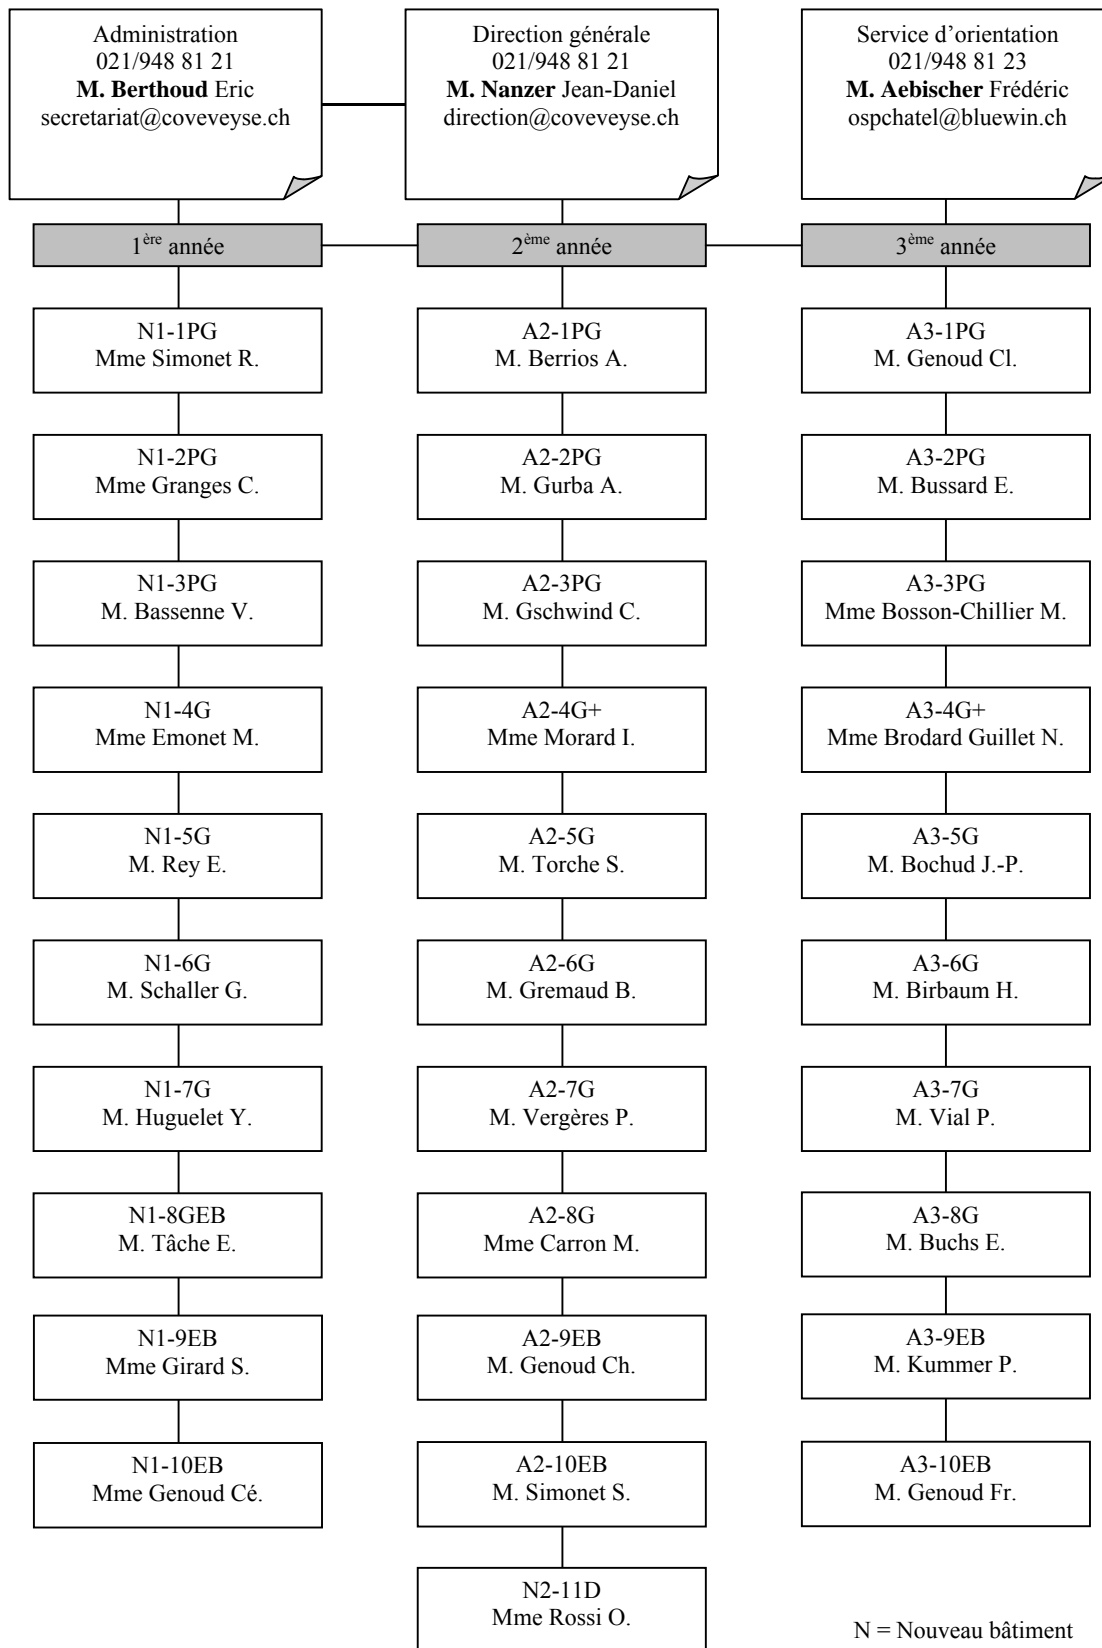 Administration
021/948 81 21
M. Berthoud Eric
secretariat@coveveyse.ch
Direction générale
021/948 81 21
M. Nanzer Jean-Daniel
direction@coveveyse.ch
Service d'orientation
021/948 81 23
M. Aebischer Frédéric
ospchatel@bluewin.ch
1ère année
2ème année
3ème année
N1-1PG
Mme Simonet R.
A2-1PG
M. Berrios A.
A3-1PG
M. Genoud Cl.
N1-2PG
Mme Granges C.
A2-2PG
M. Gurba A.
A3-2PG
M. Bussard E.
N1-3PG
M. Bassenne V.
A2-3PG
M. Gschwind C.
A3-3PG
Mme Bosson-Chillier M.
N1-4G
Mme Emonet M.
A2-4G+
Mme Morard I.
A3-4G+
Mme Brodard Guillet N.
N1-5G
M. Rey E.
A2-5G
M. Torche S.
A3-5G
M. Bochud J.-P.
N1-6G
M. Schaller G.
A2-6G
M. Gremaud B.
A3-6G
M. Birbaum H.
N1-7G
M. Huguelet Y.
A2-7G
M. Vergères P.
A3-7G
M. Vial P.
N1-8GEB
M. Tâche E.
A2-8G
Mme Carron M.
A3-8G
M. Buchs E.
N1-9EB
Mme Girard S.
A2-9EB
M. Genoud Ch.
A3-9EB
M. Kummer P.
N1-10EB
Mme Genoud Cé.
A2-10EB
M. Simonet S.
A3-10EB
M. Genoud Fr.
N2-11D
Mme Rossi O.
N = Nouveau bâtiment